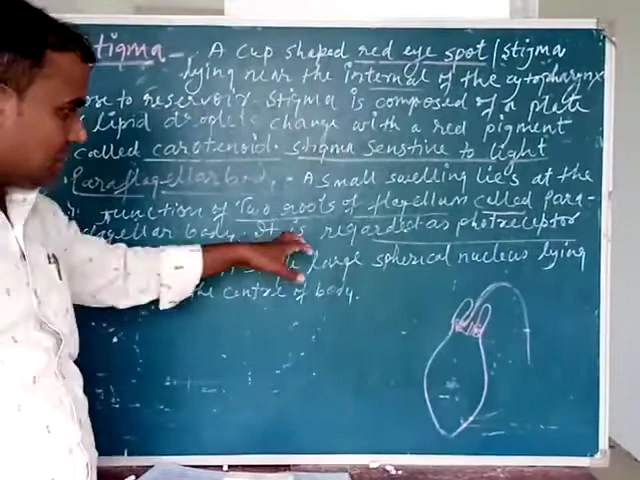 Stigma - A cup shaped red eye spot / stigma
lying near the internal of the cytopharynx
close to reservoir. Stigma is composed of a plate
of lipid droplets change with a red pigment
called carotenoid. Stigma sensitive to light
Paraflagellar body. - A small swelling lies at the
junction of Two roots of flagellum called Para-
flagellar body. It is regarded as photreceptor
large spherical nucleus lying
the centre of body.